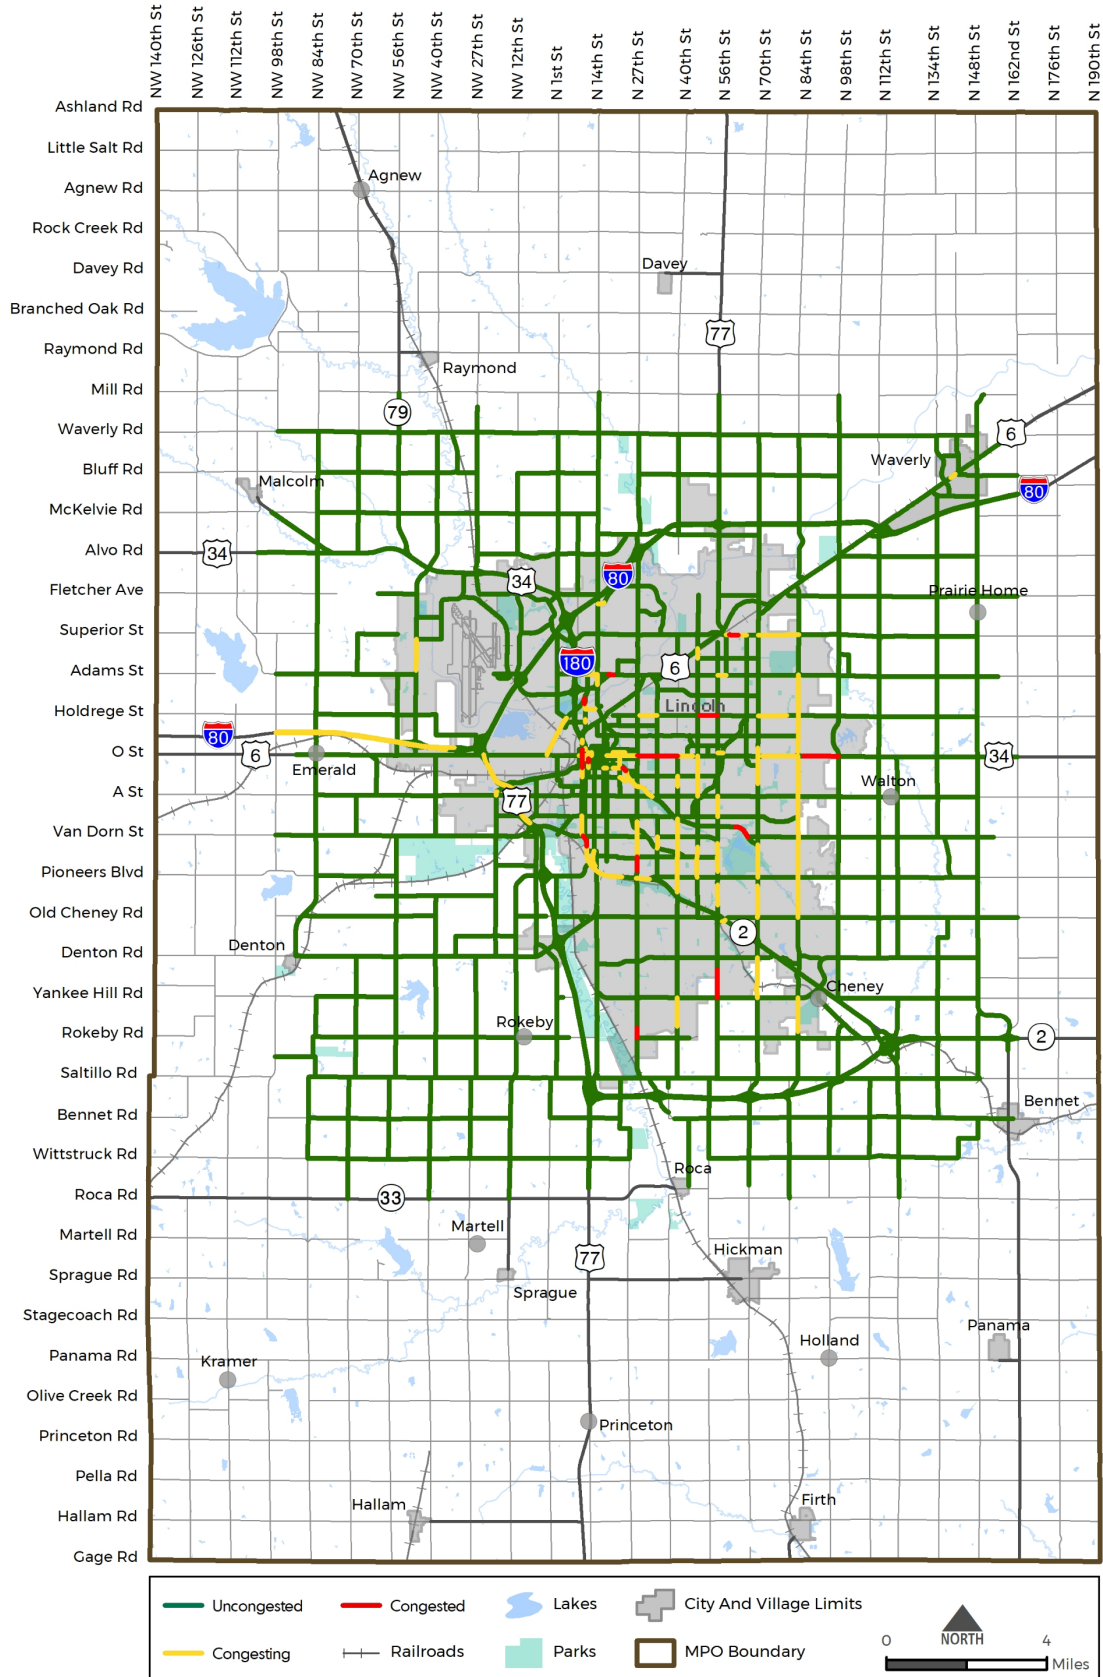 NW 140th St
NW 126th St
NW 112th St
NW 98th St
NW 84th St
NW 70th St
NW 56th St
NW 40th St
NW 27th St
NW 12th St
N 1st St
N 14th St
N 27th St
N 40th St
N 56th St
N 70th St
N 84th St
N 98th St
N 112th St
N 134th St
N 148th St
N 162nd St
N 176th St
N 190th St
Ashland Rd
Little Salt Rd
Agnew Rd
Agnew
Rock Creek Rd
Davey Rd
Davey
Branched Oak Rd
77
Raymond Rd
Raymond
Mill Rd
79
Waverly Rd
6
Bluff Rd
Waverly
Malcolm
80
McKelvie Rd
Alvo Rd
34
34
80
Fletcher Ave
Prairie Home
Superior St
180
6
Adams St
Holdrege St
Lincoln
80
O St
6
34
Emerald
A St
77
Walton
Van Dorn St
Pioneers Blvd
Old Cheney Rd
2
Denton Rd
Denton
Yankee Hill Rd
Cheney
Rokeby Rd
Rokeby
2
Saltillo Rd
Bennet Rd
Bennet
Wittstruck Rd
Roca
Roca Rd
33
Martell Rd
Martell
77
Hickman
Sprague Rd
Sprague
Stagecoach Rd
Panama
Holland
Panama Rd
Kramer
Olive Creek Rd
Princeton
Princeton Rd
Pella Rd
Hallam
Firth
Hallam Rd
Gage Rd
Uncongested
Congested
Lakes
City And Village Limits
Congesting
Railroads
Parks
MPO Boundary
NORTH
0
4
Miles